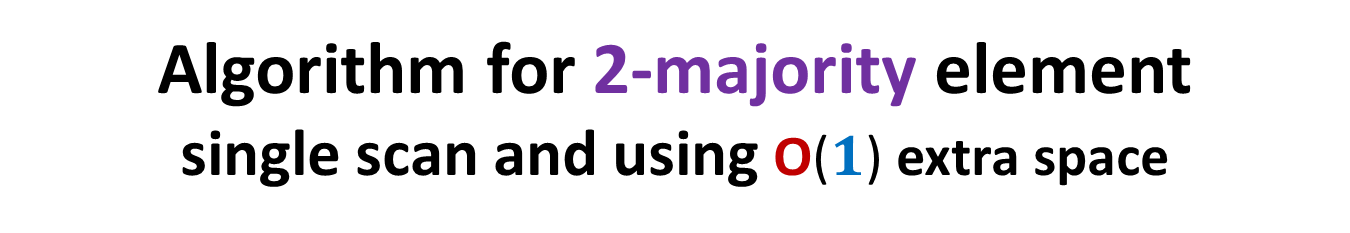 Algorithm for 2-majority element
single scan and using O(1) extra space